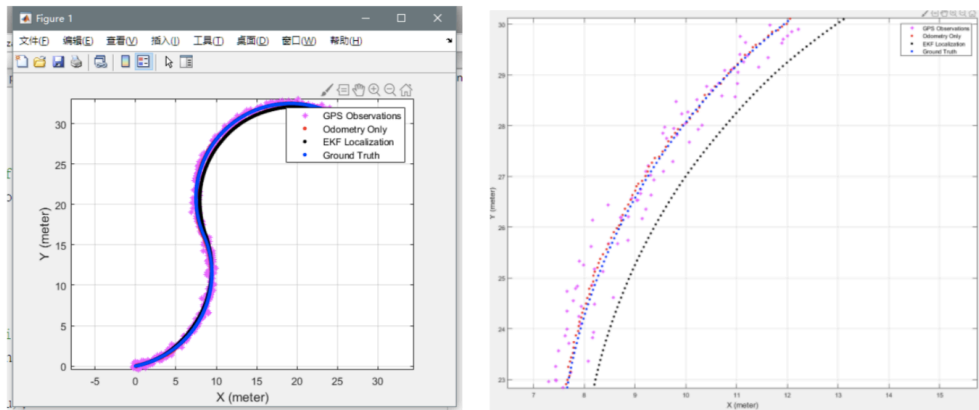 Figure 1
文件(F) 编辑(E) 查看(V) 插入(I) 工具(T) 桌面(D) 窗口(W) 帮助(H)
GPS Observations
Odometry Only
EKF Localization
Ground Truth
30
25
20
15
10
5
0
Y (meter)
-5 0 5 10 15 20 25 30
X (meter)
GPS Observations
Odometry Only
EKF Localization
Ground Truth
30
29
28
27
26
25
24
23
Y (meter)
7 8 9 10 11 12 13 14 15
X (meter)